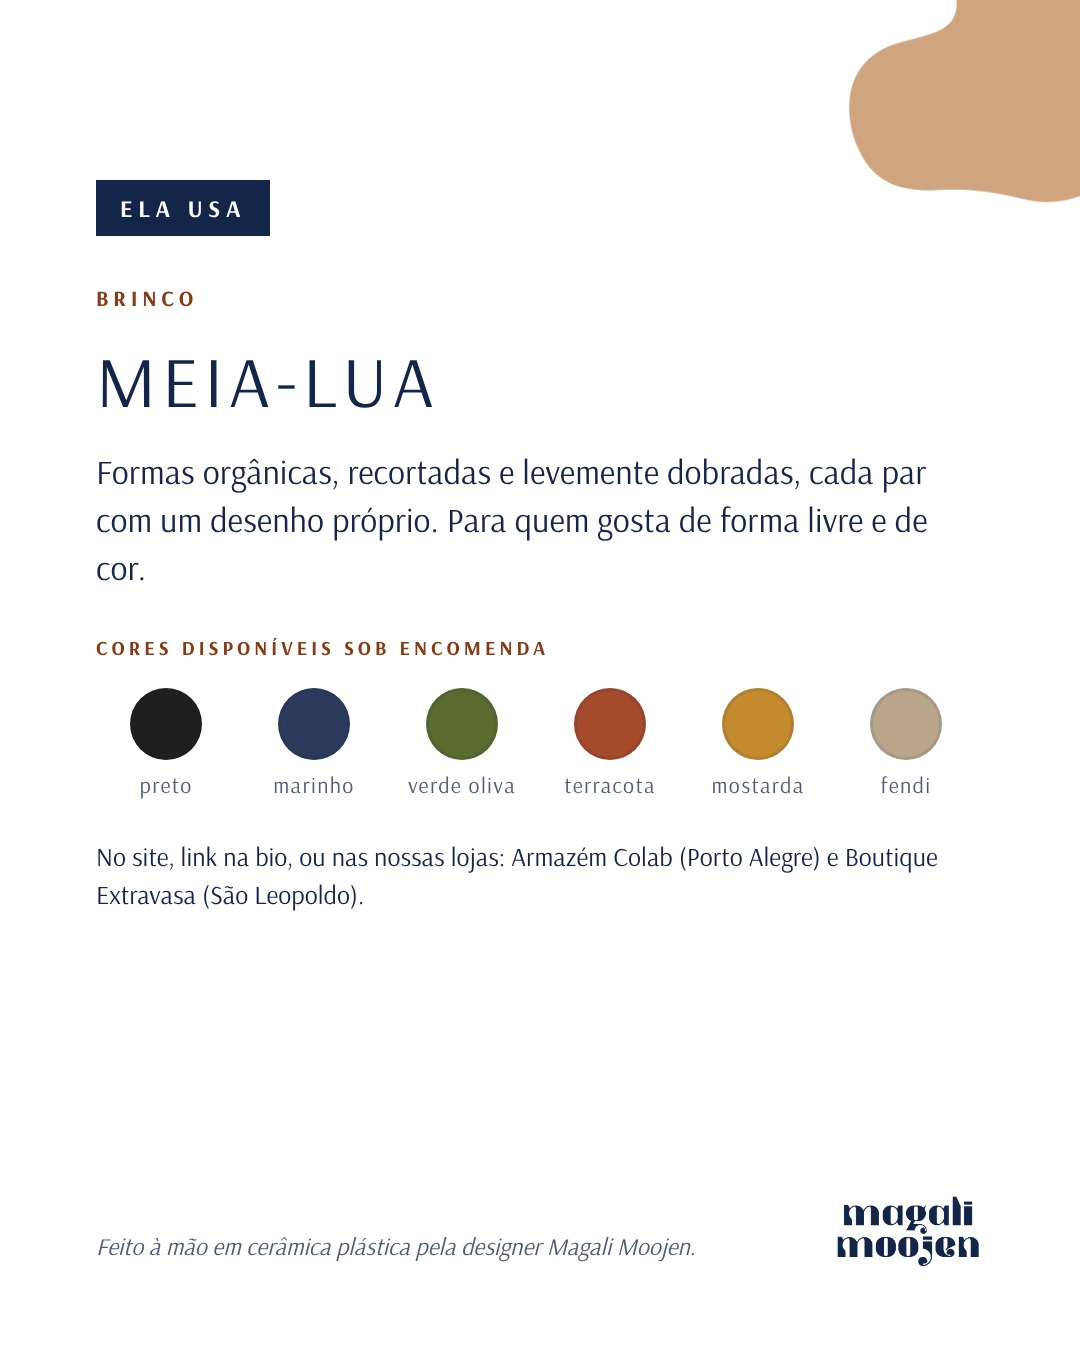 ELA USA
BRINCO
MEIA-LUA
Formas orgânicas, recortadas e levemente dobradas, cada par
com um desenho próprio. Para quem gosta de forma livre e de
cor.
CORES DISPONÍVEIS SOB ENCOMENDA
preto marinho verde oliva terracota mostarda fendi
No site, link na bio, ou nas nossas lojas: Armazém Colab (Porto Alegre) e Boutique
Extravasa (São Leopoldo).
Feito à mão em cerâmica plástica pela designer Magali Moojen.
magali
moojen